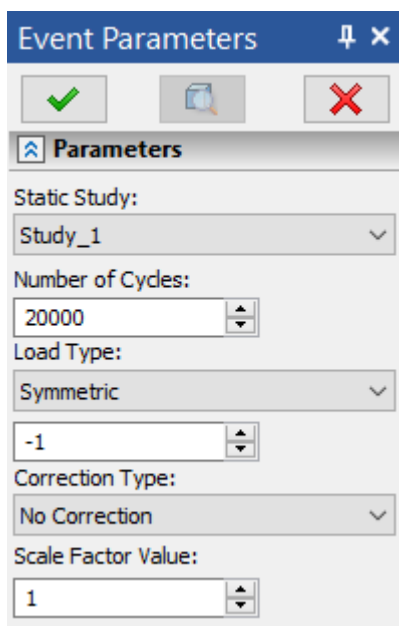 Event Parameters
Parameters
Static Study:
Study_1
Number of Cycles:
20000
Load Type:
Symmetric
-1
Correction Type:
No Correction
Scale Factor Value:
1